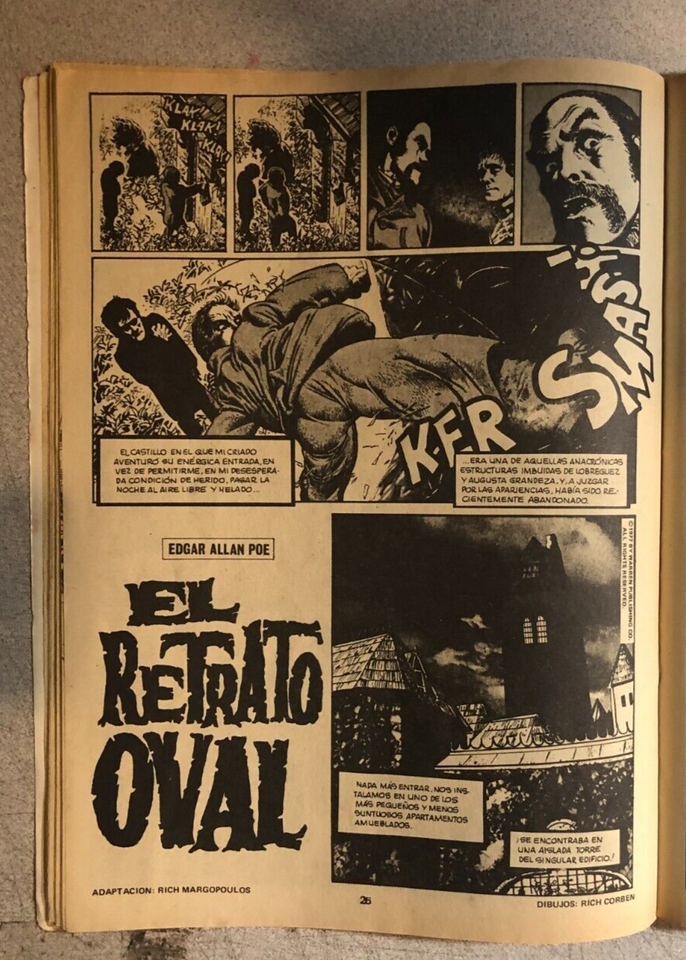 KLAK!
KLAK!
KLAK!
K-F-R
SMASH!
EL CASTILLO EN EL QUE MI CRIADO
AVENTURÓ SU ENÉRGICA ENTRADA, EN
VEZ DE PERMITIRME, EN MI DESESPERA-
DA CONDICIÓN DE HERIDO, PASAR LA
NOCHE AL AIRE LIBRE Y HELADO...
...ERA UNA DE AQUELLAS ANACRÓNICAS
ESTRUCTURAS IMBUIDAS DE LOBREGUEZ
Y AUGUSTA GRANDEZA, Y, A JUZGAR
POR LAS APARIENCIAS, HABÍA SIDO RE-
CIENTEMENTE ABANDONADO.
EDGAR ALLAN POE
EL
RETRATO
OVAL
© 1977 BY WARREN PUBLISHING CO.
ALL RIGHTS RESERVED.
NADA MÁS ENTRAR, NOS INS-
TALAMOS EN UNO DE LOS
MÁS PEQUEÑOS Y MENOS
SUNTUOSOS APARTAMENTOS
AMUEBLADOS.
¡SE ENCONTRABA EN
UNA AISLADA TORRE
DEL SINGULAR EDIFICIO!
ADAPTACION: RICH MARGOPOULOS
26
DIBUJOS: RICH CORBEN